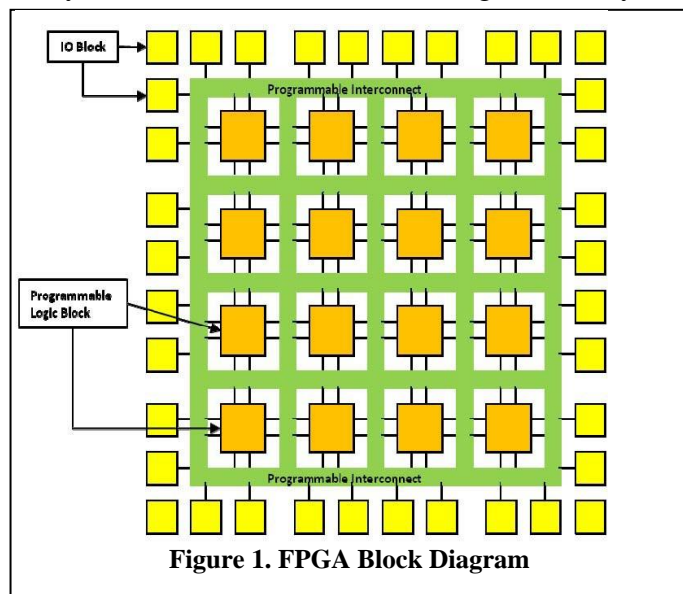 IO Block
Programmable Interconnect
Programmable
Logic Block
Programmable Interconnect
Figure 1. FPGA Block Diagram